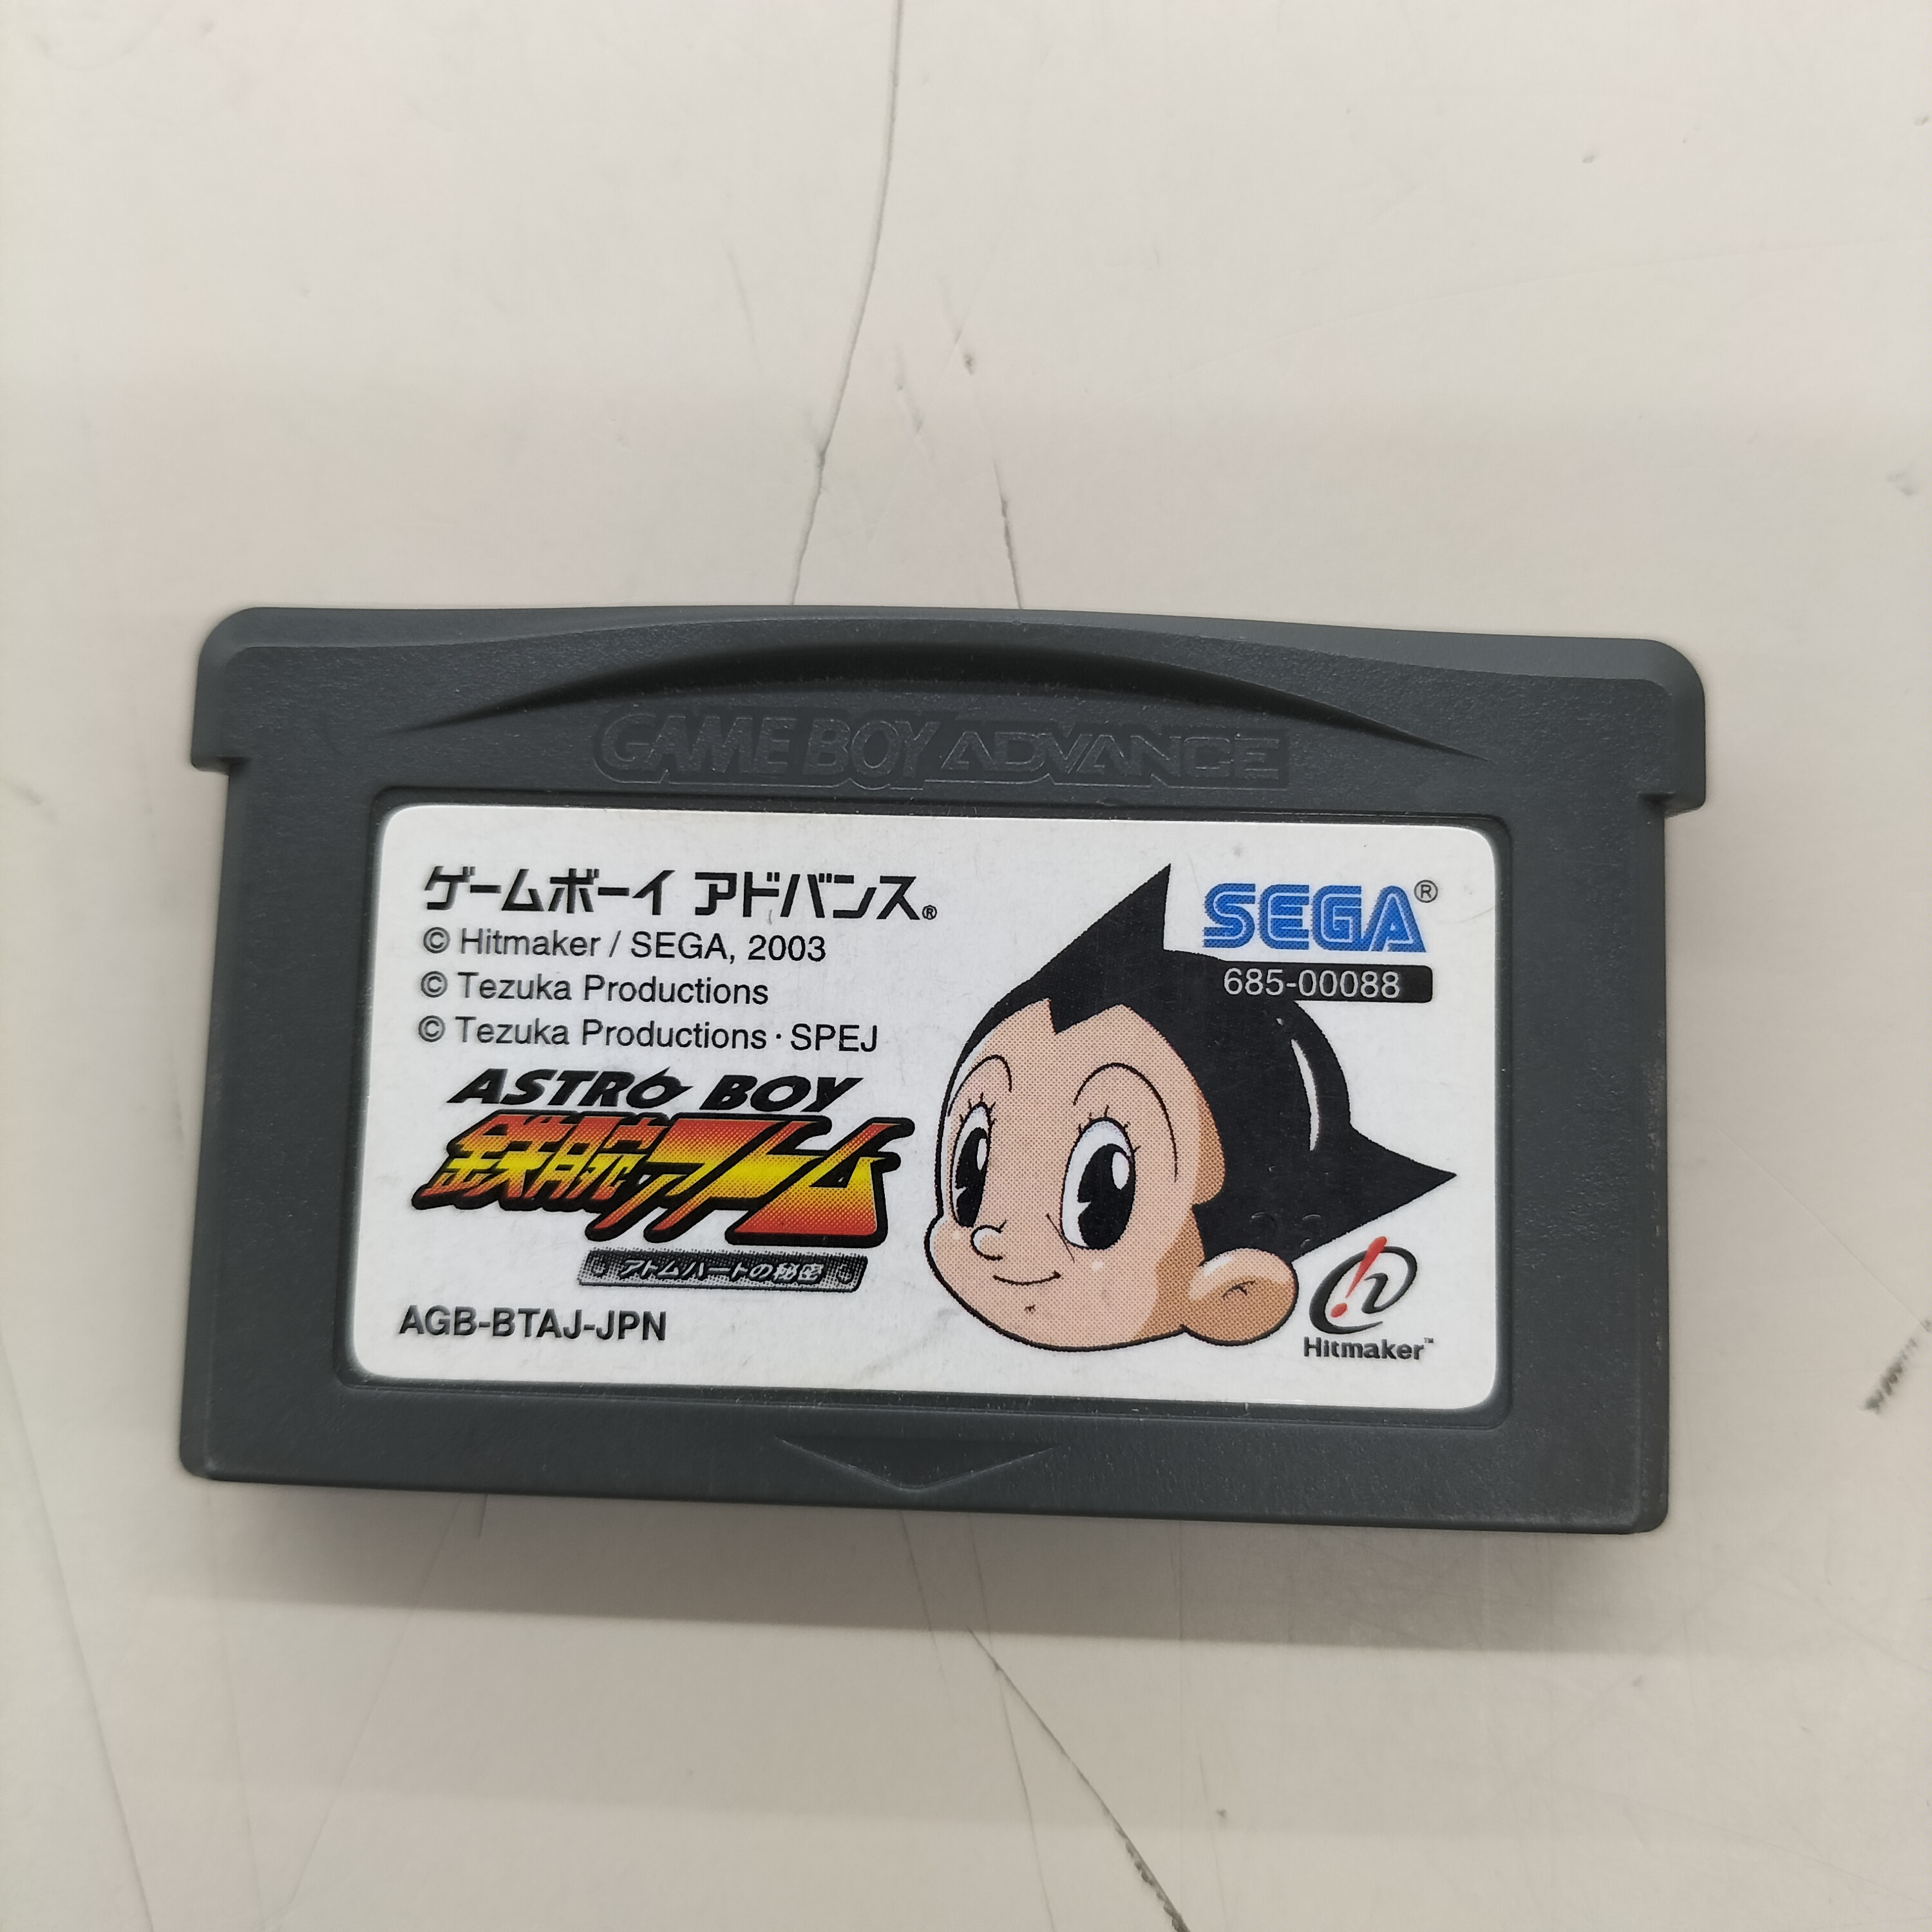 GAME BOY ADVANCE
ゲームボーイ アドバンス®
© Hitmaker / SEGA, 2003
© Tezuka Productions
© Tezuka Productions・SPEJ
ASTRO BOY
鉄腕アトム
アトムハートの秘密
AGB-BTAJ-JPN
SEGA®
685-00088
Hitmaker™